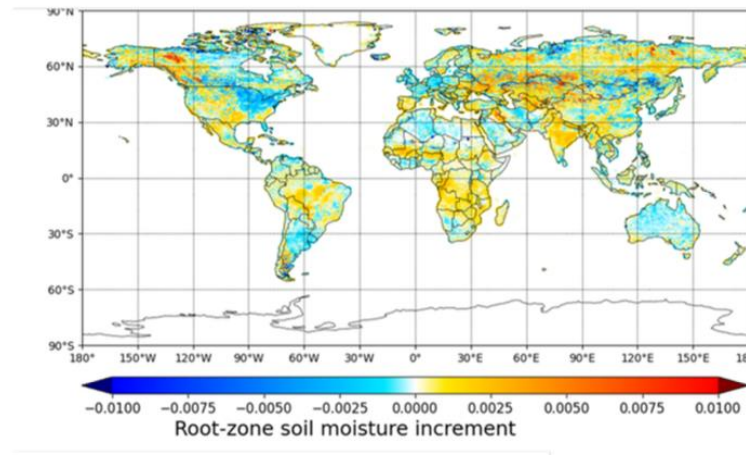 90°N
60°N
30°N
0°
30°S
60°S
90°S
180° 150°W 120°W 90°W 60°W 30°W 0° 30°E 60°E 90°E 120°E 150°E 18
−0.0100 −0.0075 −0.0050 −0.0025 0.0000 0.0025 0.0050 0.0075 0.0100
Root-zone soil moisture increment